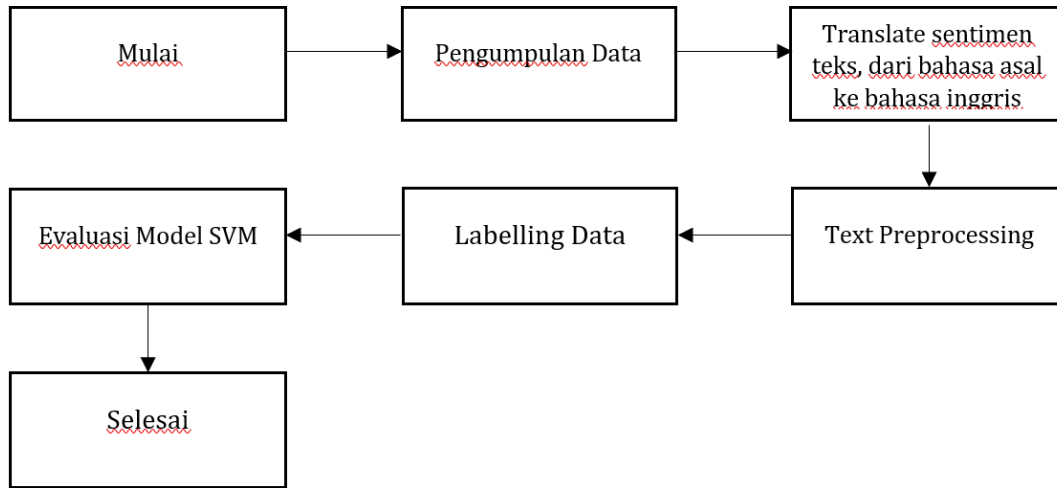 Mulai
Pengumpulan Data
Translate sentimen
teks, dari bahasa asal
ke bahasa inggris
Text Preprocessing
Labelling Data
Evaluasi Model SVM
Selesai